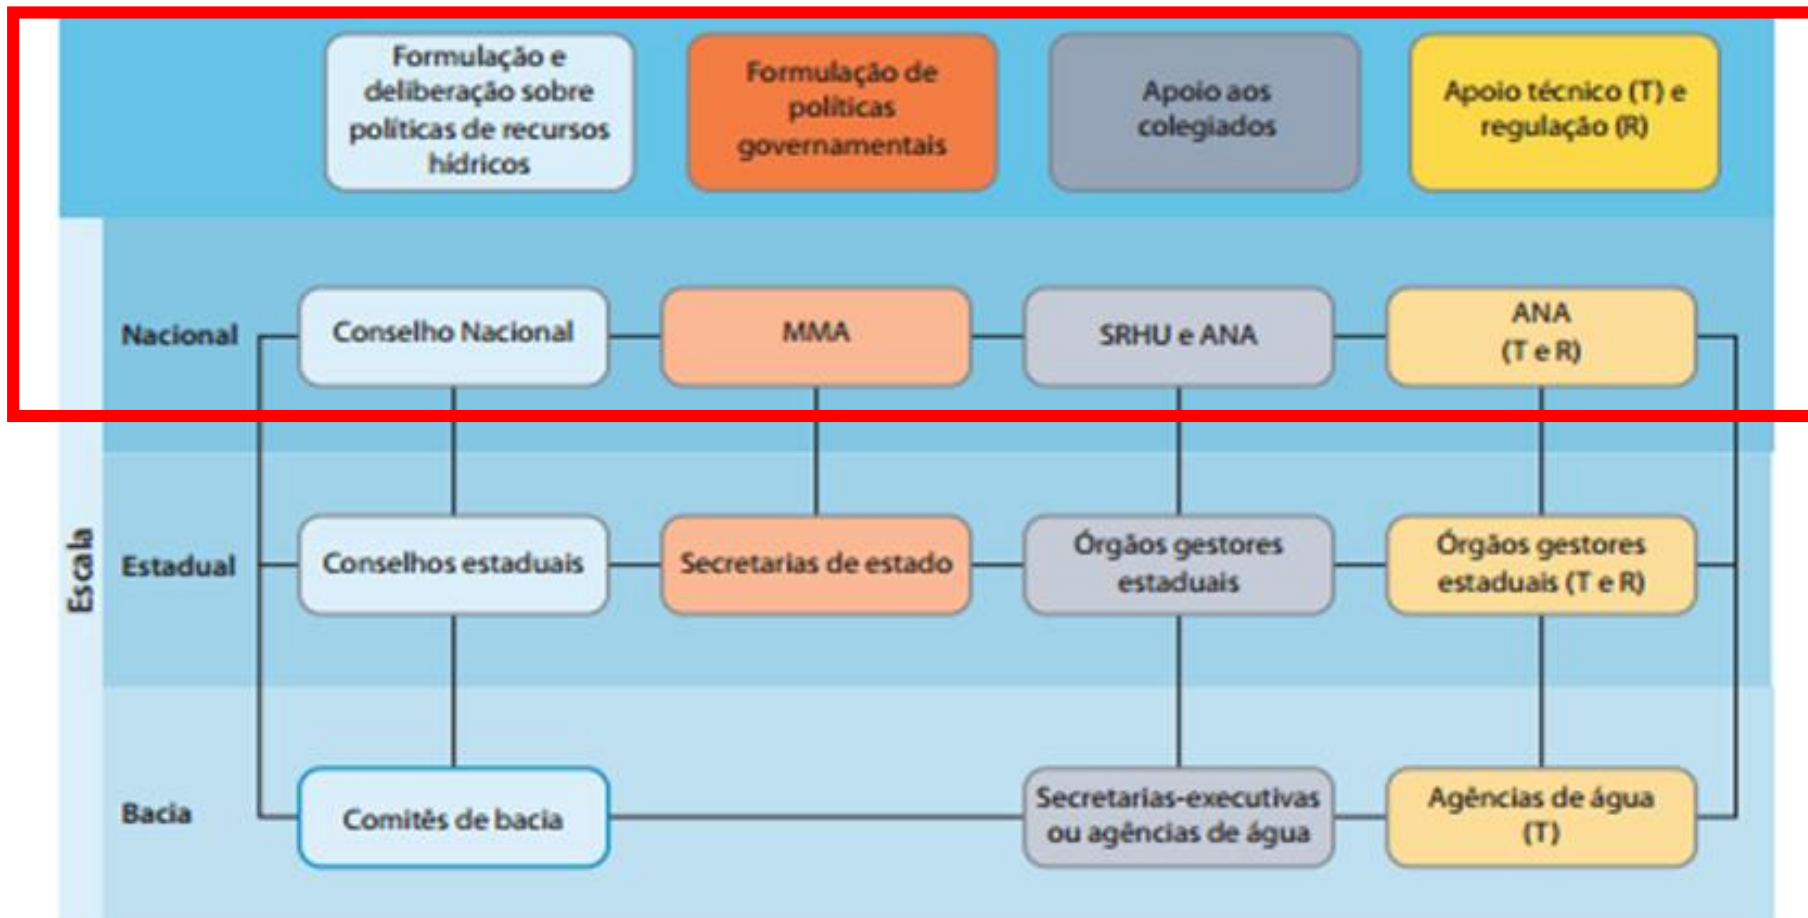 Formulação e
deliberação sobre
políticas de recursos
hídricos
Formulação de
políticas
governamentais
Apoio aos
colegiados
Apoio técnico (T) e
regulação (R)
Escala
Nacional
Conselho Nacional
MMA
SRHU e ANA
ANA
(T e R)
Estadual
Conselhos estaduais
Secretarias de estado
Órgãos gestores
estaduais
Órgãos gestores
estaduais (T e R)
Bacia
Comitês de bacia
Secretarias-executivas
ou agências de água
Agências de água
(T)